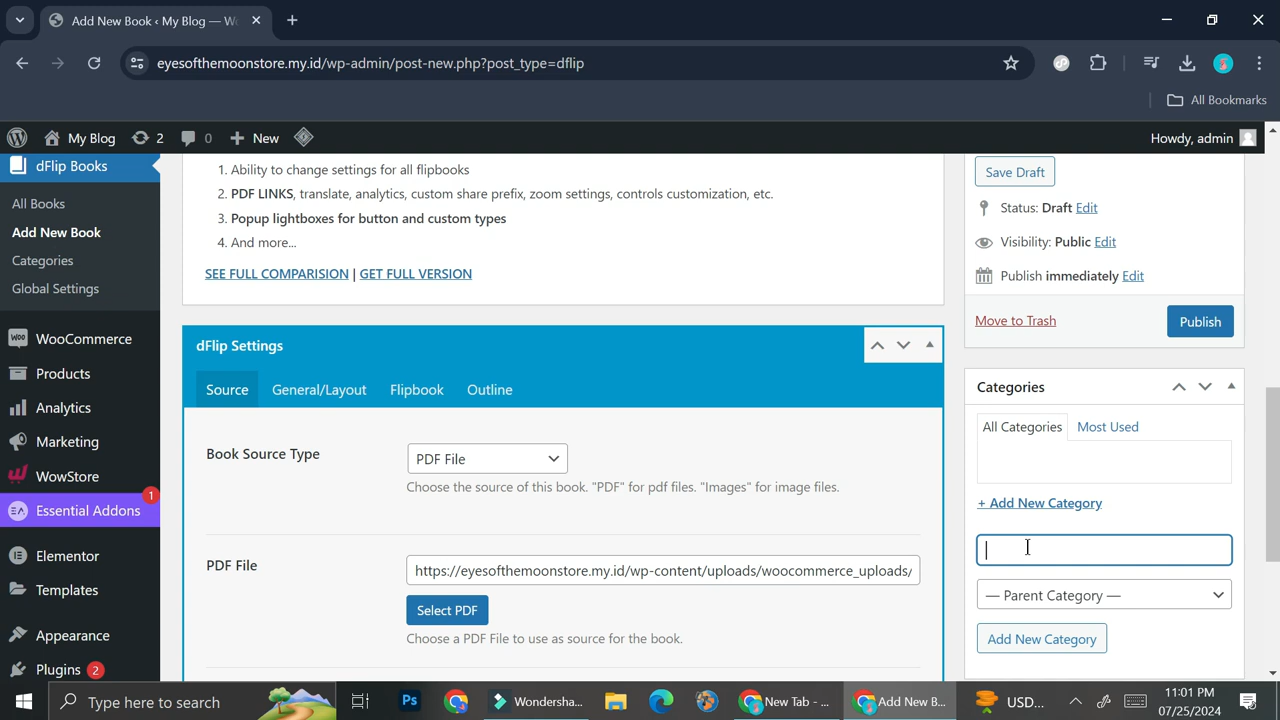 Add New Book ‹ My Blog — Wo
eyesofthemoonstore.my.id/wp-admin/post-new.php?post_type=dflip
All Bookmarks
My Blog
2
0
New
Howdy, admin
dFlip Books
All Books
Add New Book
Categories
Global Settings
WooCommerce
Products
Analytics
Marketing
WowStore
Essential Addons
1
Elementor
Templates
Appearance
Plugins 2
1. Ability to change settings for all flipbooks
2. PDF LINKS, translate, analytics, custom share prefix, zoom settings, controls customization, etc.
3. Popup lightboxes for button and custom types
4. And more...
SEE FULL COMPARISION | GET FULL VERSION
dFlip Settings
Source General/Layout Flipbook Outline
Book Source Type
PDF File
Choose the source of this book. "PDF" for pdf files. "Images" for image files.
PDF File
https://eyesofthemoonstore.my.id/wp-content/uploads/woocommerce_uploads/
Select PDF
Choose a PDF File to use as source for the book.
Save Draft
Status: Draft Edit
Visibility: Public Edit
Publish immediately Edit
Move to Trash
Publish
Categories
All Categories Most Used
+ Add New Category
— Parent Category —
Add New Category
Type here to search
Ps
Wondersha...
New Tab - ...
Add New B...
USD...
11:01 PM
07/25/2024